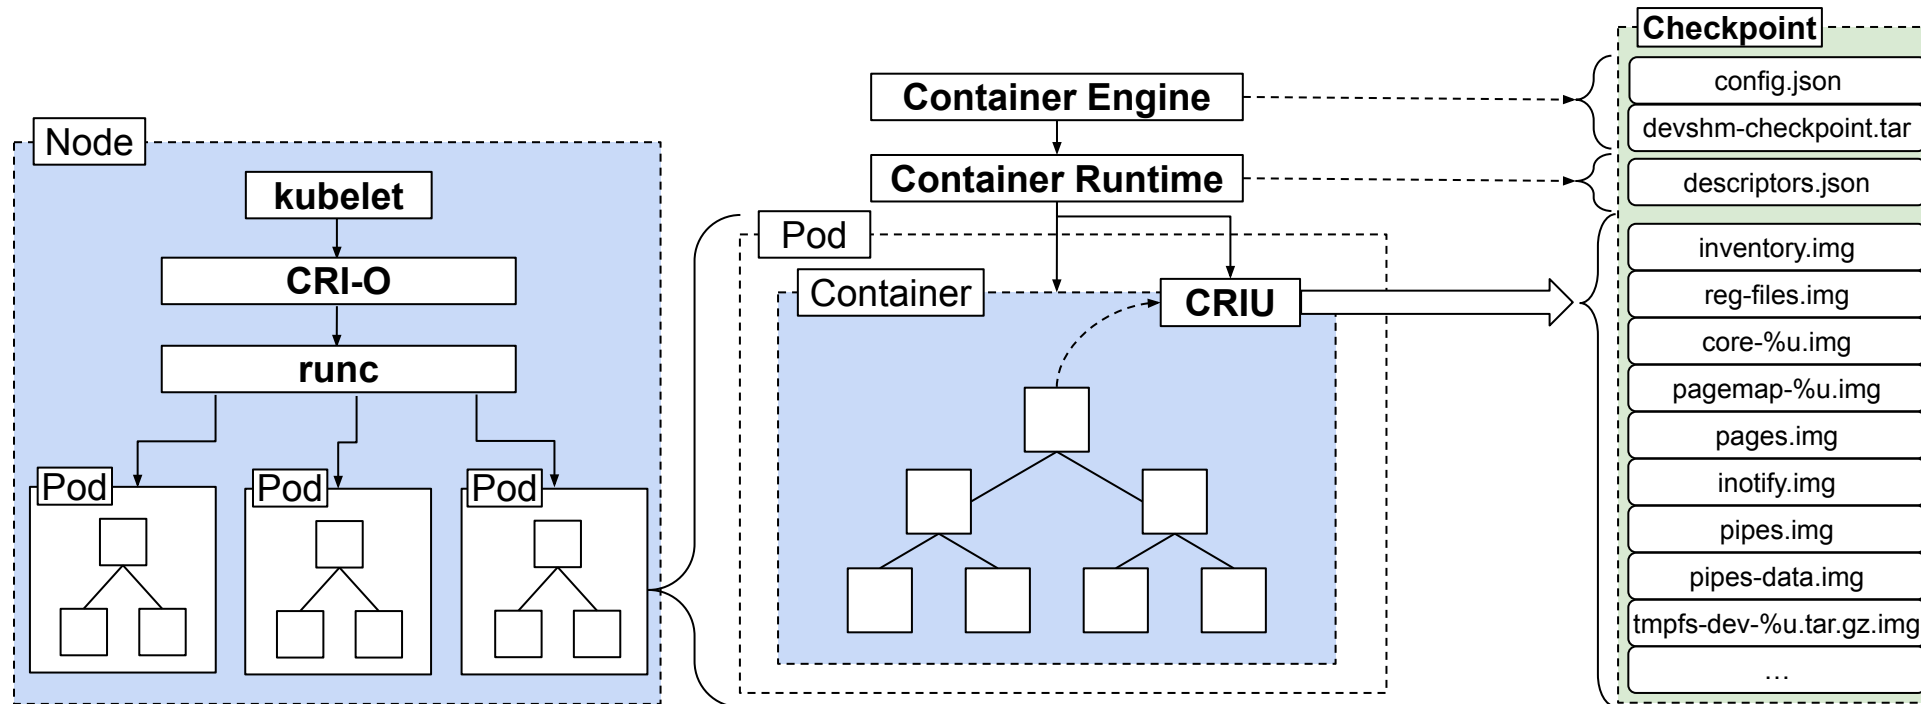 Node
kubelet
CRI-O
runc
Pod
Pod
Pod
Container Engine
Container Runtime
Pod
Container
CRIU
Checkpoint
config.json
devshm-checkpoint.tar
descriptors.json
inventory.img
reg-files.img
core-%u.img
pagemap-%u.img
pages.img
inotify.img
pipes.img
pipes-data.img
tmpfs-dev-%u.tar.gz.img
…